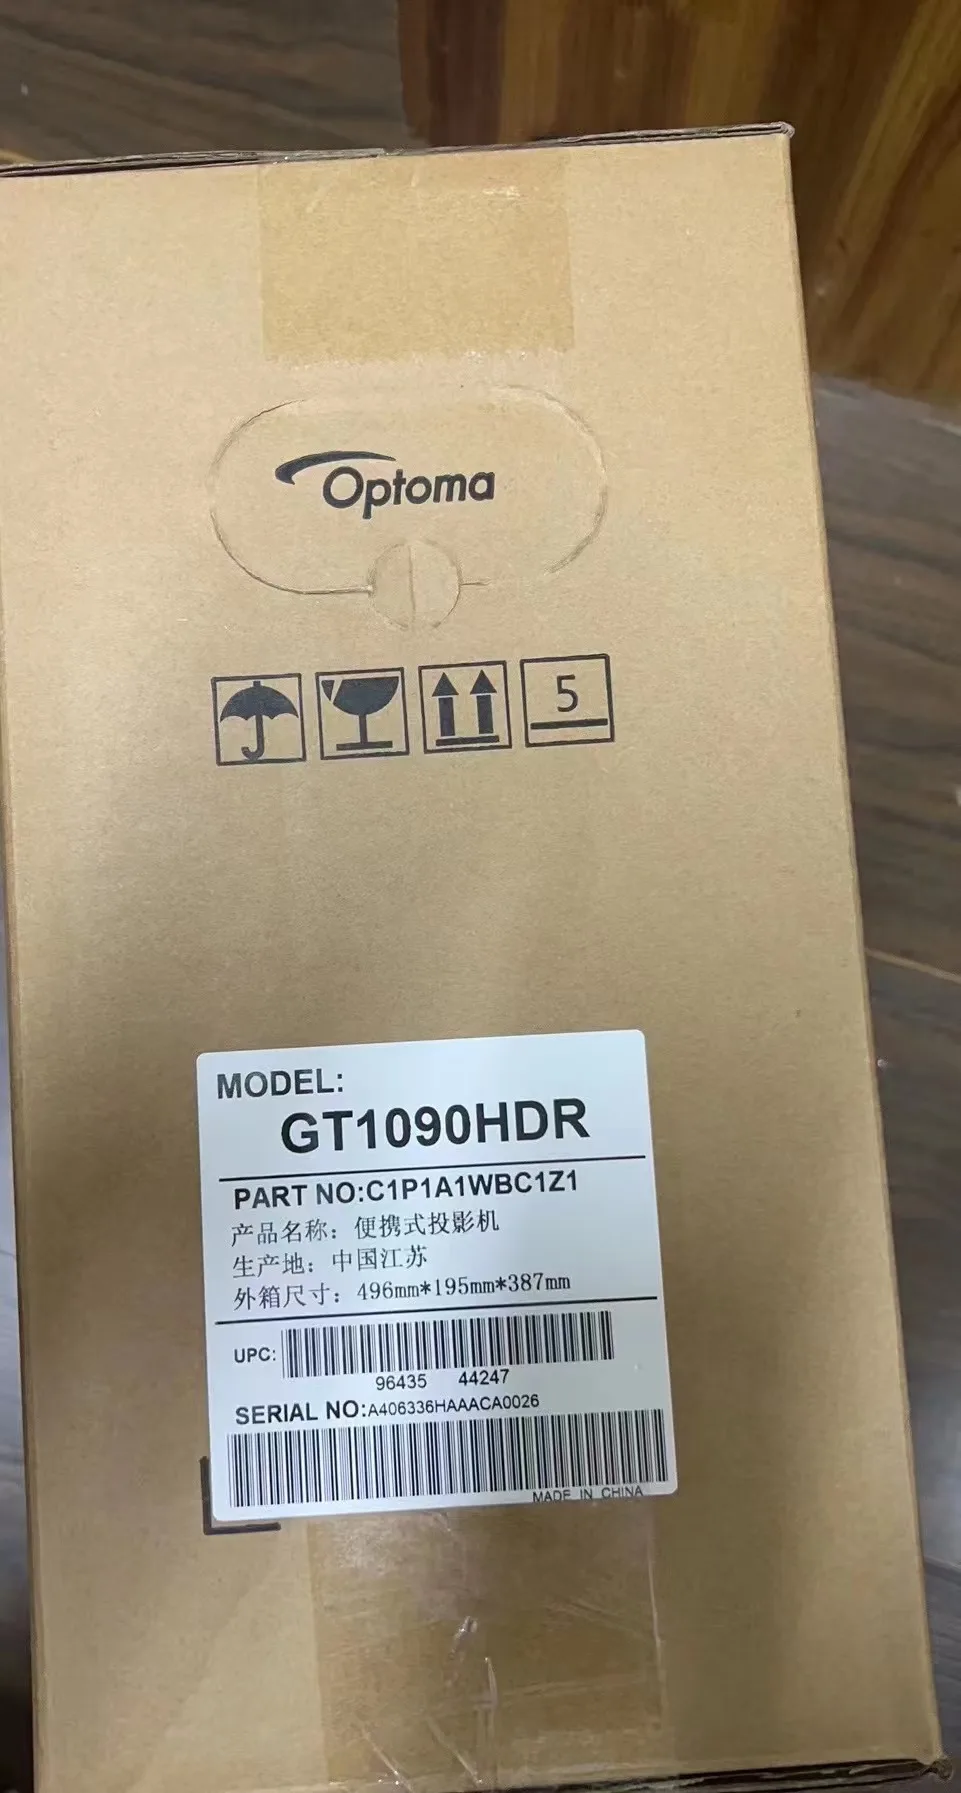 Optoma
5
MODEL:
GT1090HDR
PART NO:C1P1A1WBC1Z1
产品名称：便携式投影机
生产地：中国江苏
外箱尺寸：496mm*195mm*387mm
UPC:
96435 44247
SERIAL NO:A406336HAAACA0026
MADE IN CHINA